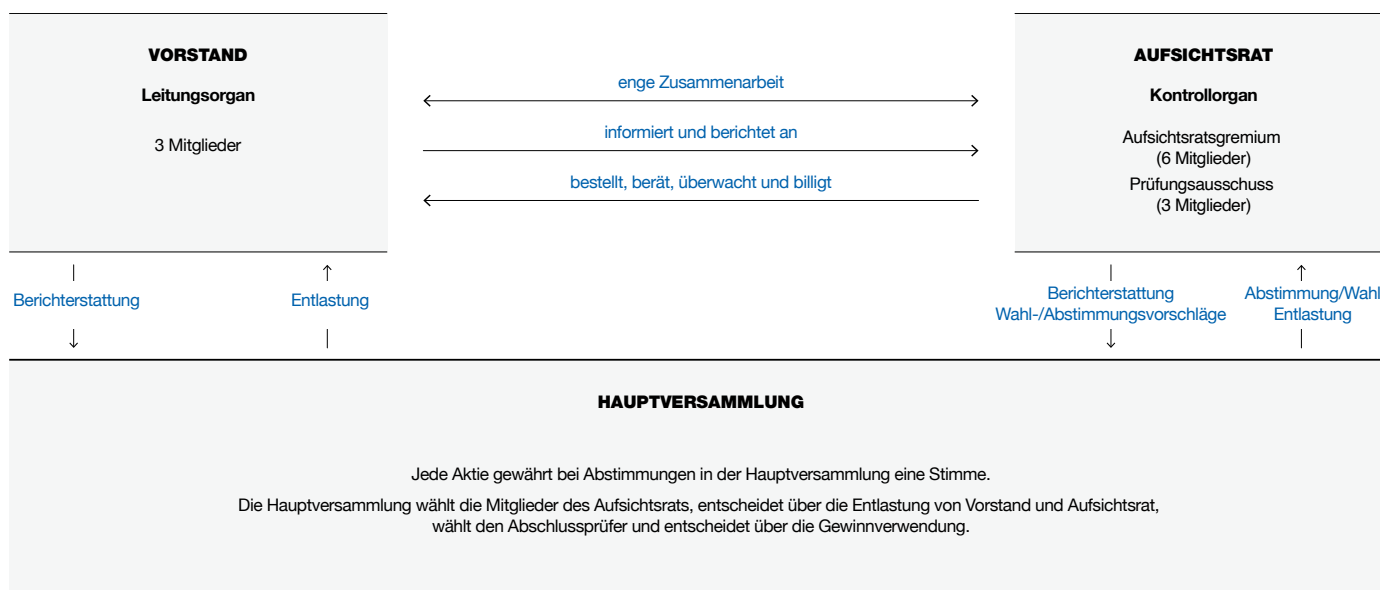 VORSTAND
Leitungsorgan
3 Mitglieder
enge Zusammenarbeit
informiert und berichtet an
bestellt, berät, überwacht und billigt
AUFSICHTSRAT
Kontrollorgan
Aufsichtsratsgremium
(6 Mitglieder)
Prüfungsausschuss
(3 Mitglieder)
Berichterstattung
Entlastung
Berichterstattung
Wahl-/Abstimmungsvorschläge
Abstimmung/Wahl
Entlastung
HAUPTVERSAMMLUNG
Jede Aktie gewährt bei Abstimmungen in der Hauptversammlung eine Stimme.
Die Hauptversammlung wählt die Mitglieder des Aufsichtsrats, entscheidet über die Entlastung von Vorstand und Aufsichtsrat,
wählt den Abschlussprüfer und entscheidet über die Gewinnverwendung.